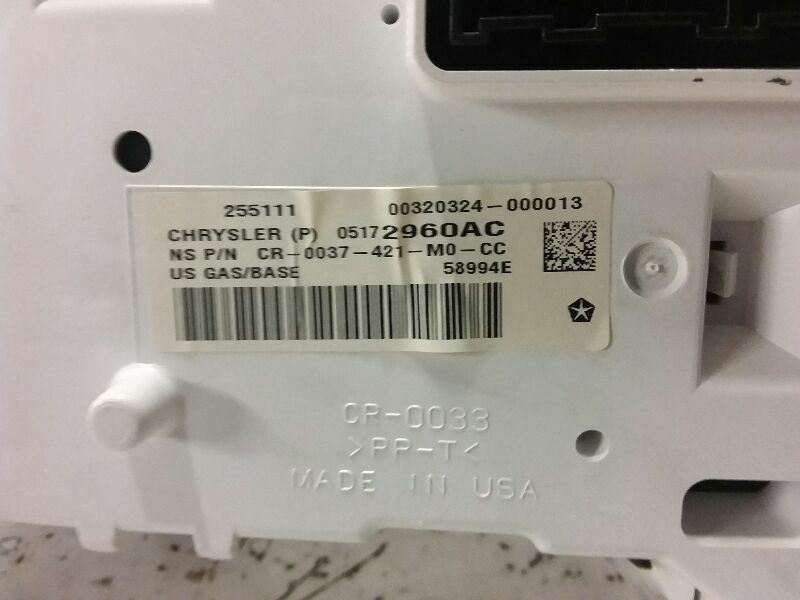 255111 00320324-000013
CHRYSLER (P) 05172960AC
NS P/N CR-0037-421-M0-CC
US GAS/BASE 58994E
CR-0033
>PP-T<
MADE IN USA